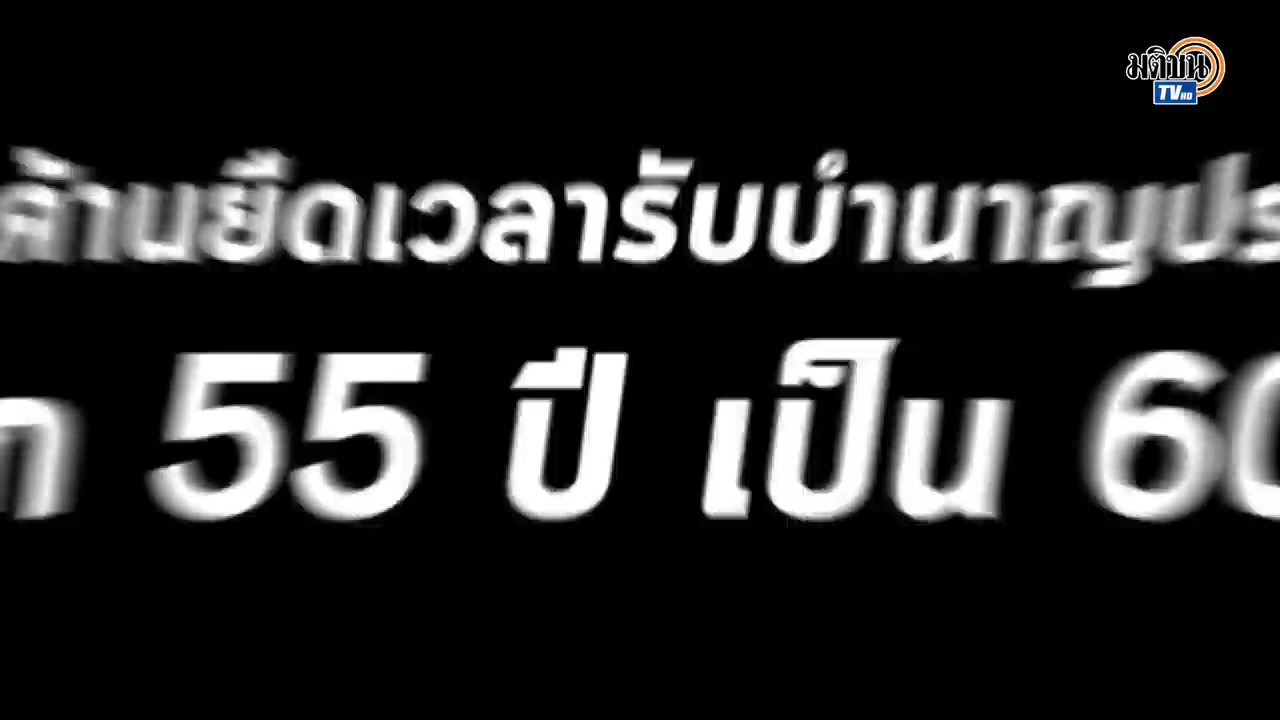 มติชน
TV HD
ค้านยืดเวลารับบำนาญปร
ก 55 ปี เป็น 60